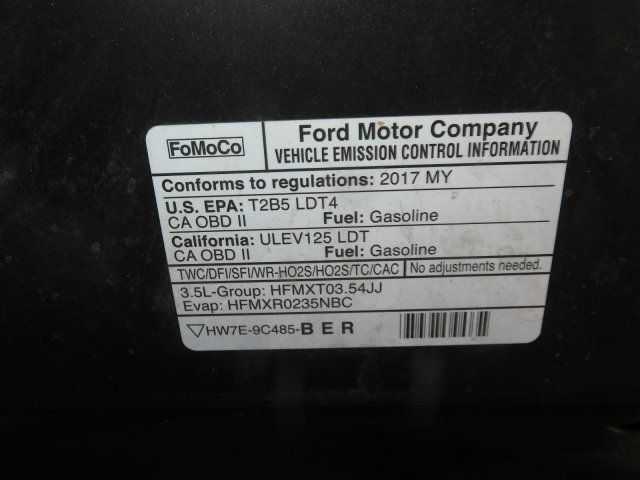 FoMoCo
Ford Motor Company
VEHICLE EMISSION CONTROL INFORMATION
Conforms to regulations: 2017 MY
U.S. EPA: T2B5 LDT4
CA OBD II Fuel: Gasoline
California: ULEV125 LDT
CA OBD II Fuel: Gasoline
TWC/DFI/SFI/WR-HO2S/HO2S/TC/CAC No adjustments needed.
3.5L-Group: HFMXT03.54JJ
Evap: HFMXR0235NBC
HW7E-9C485-BER